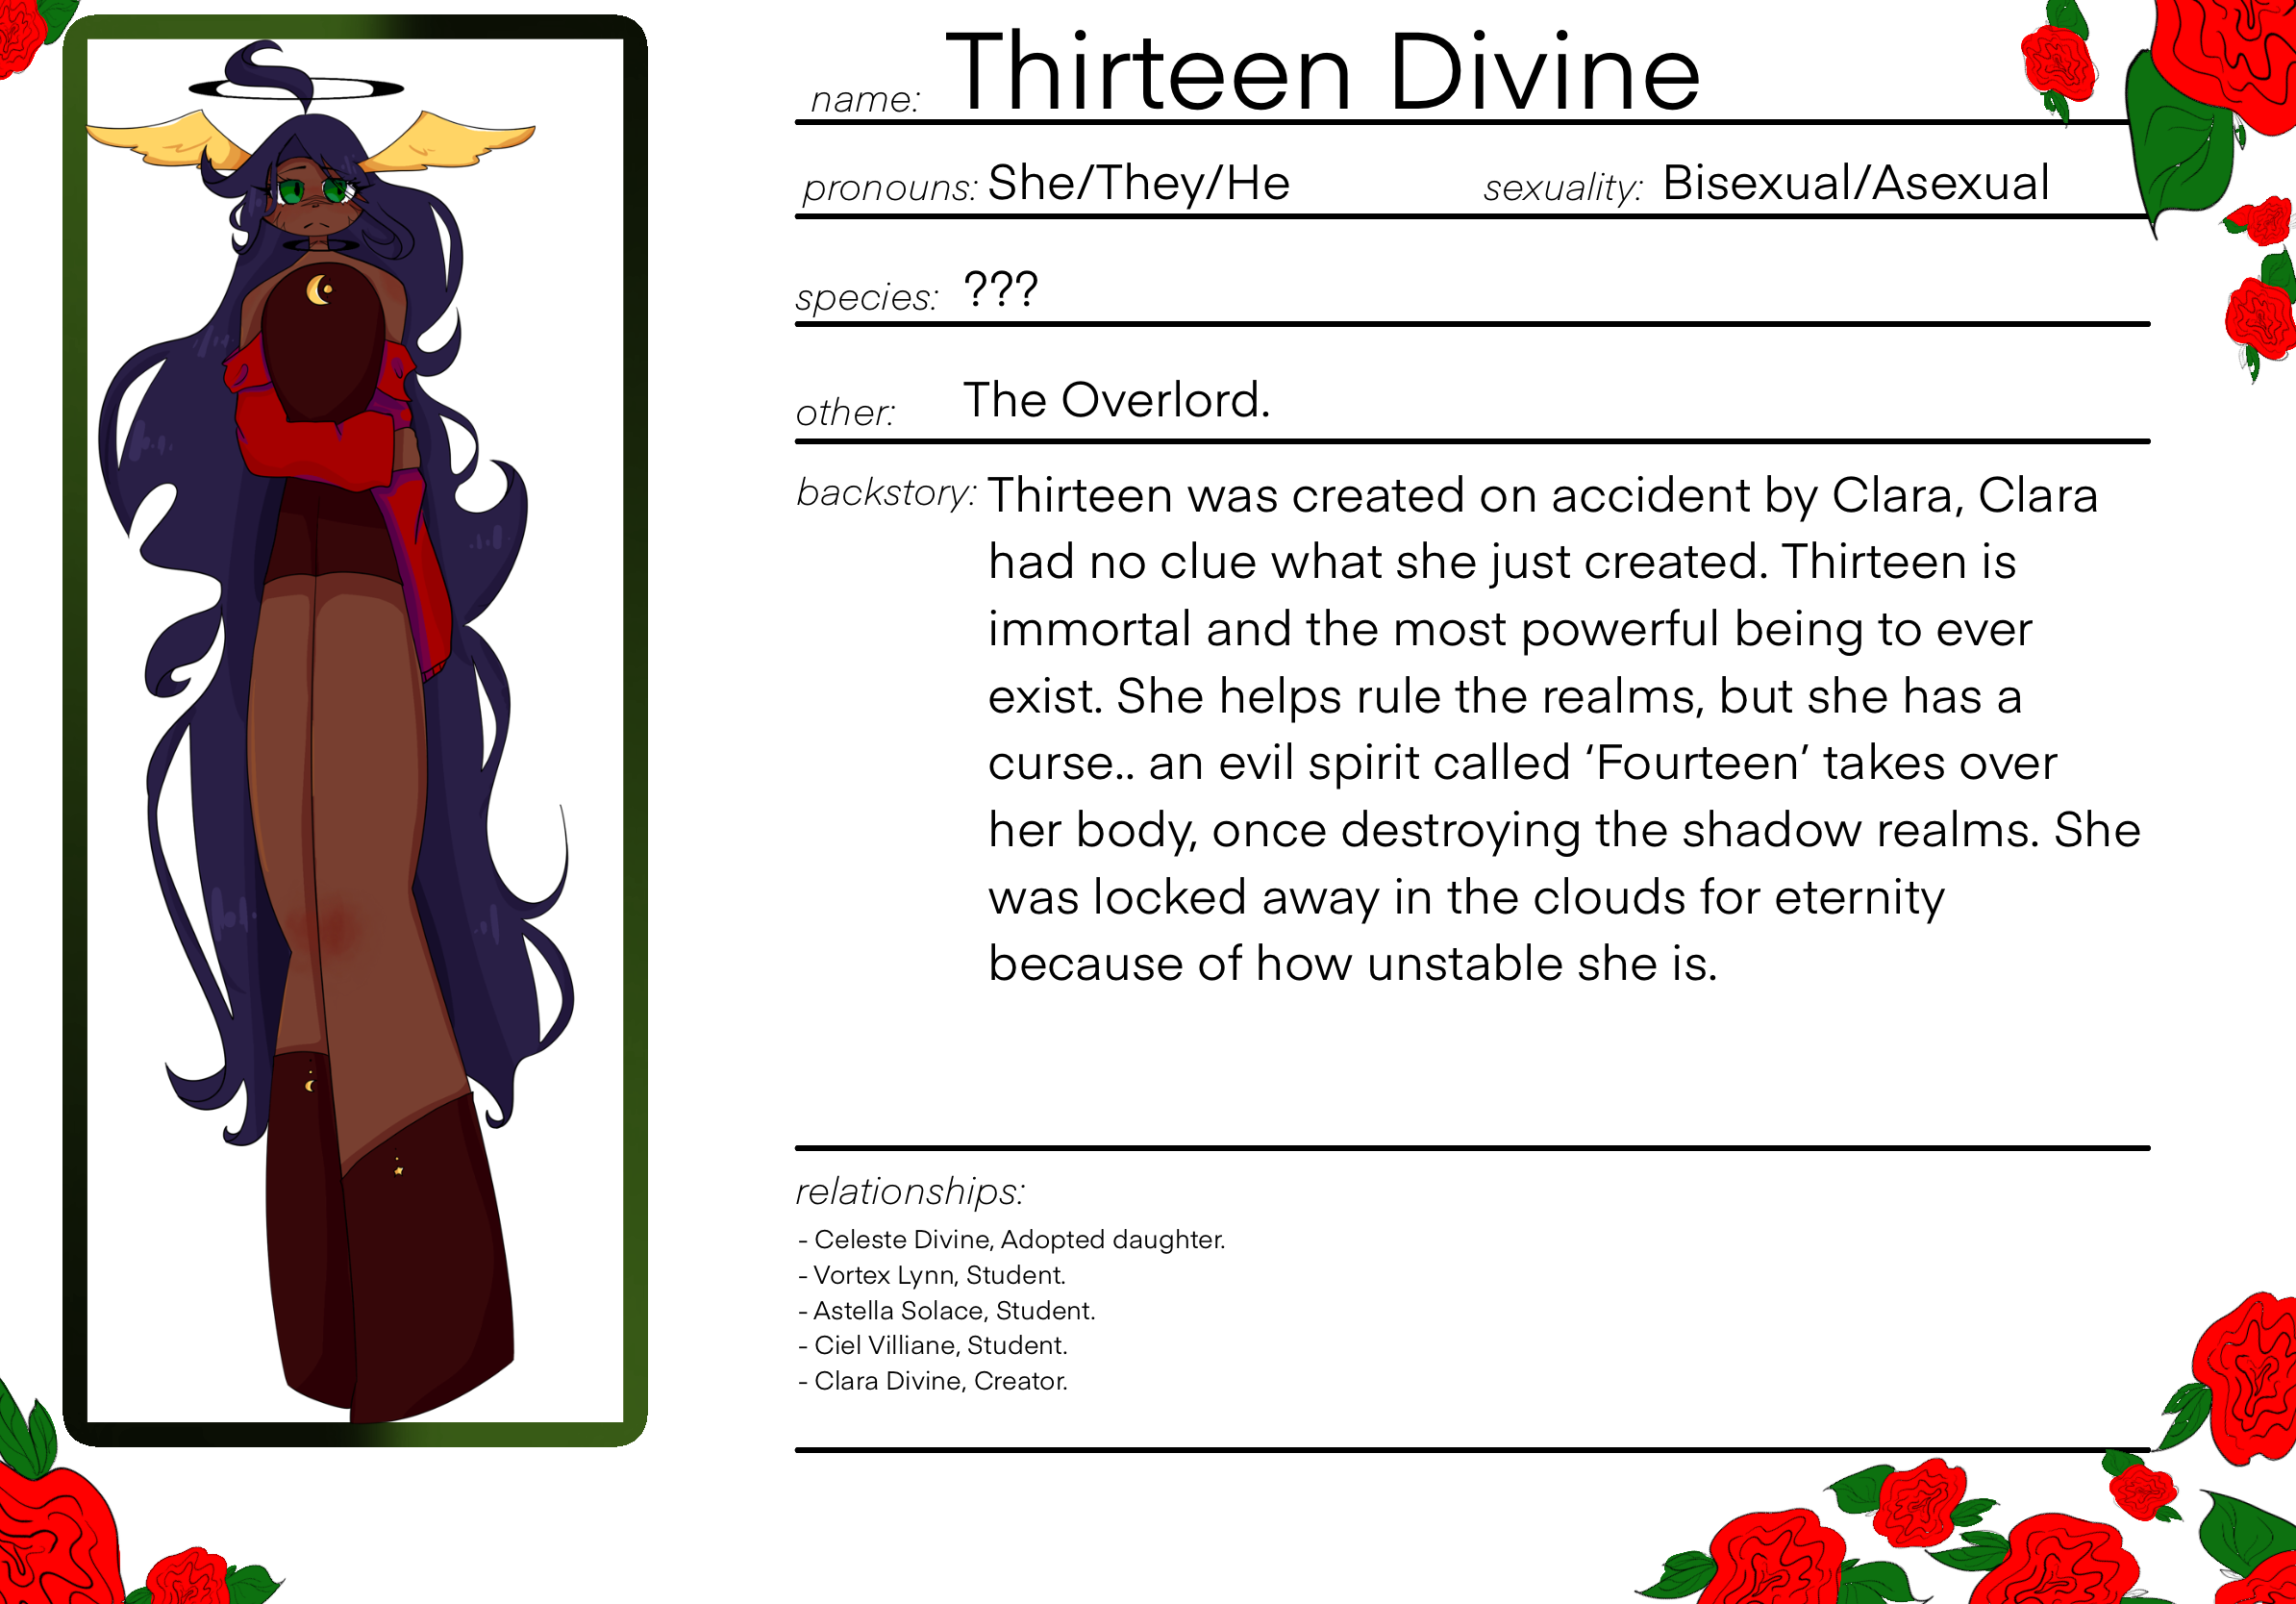 name: Thirteen Divine
pronouns: She/They/He sexuality: Bisexual/Asexual
species: ???
other: The Overlord.
backstory: Thirteen was created on accident by Clara, Clara
had no clue what she just created. Thirteen is
immortal and the most powerful being to ever
exist. She helps rule the realms, but she has a
curse.. an evil spirit called ‘Fourteen’ takes over
her body, once destroying the shadow realms. She
was locked away in the clouds for eternity
because of how unstable she is.
relationships:
- Celeste Divine, Adopted daughter.
- Vortex Lynn, Student.
- Astella Solace, Student.
- Ciel Villiane, Student.
- Clara Divine, Creator.